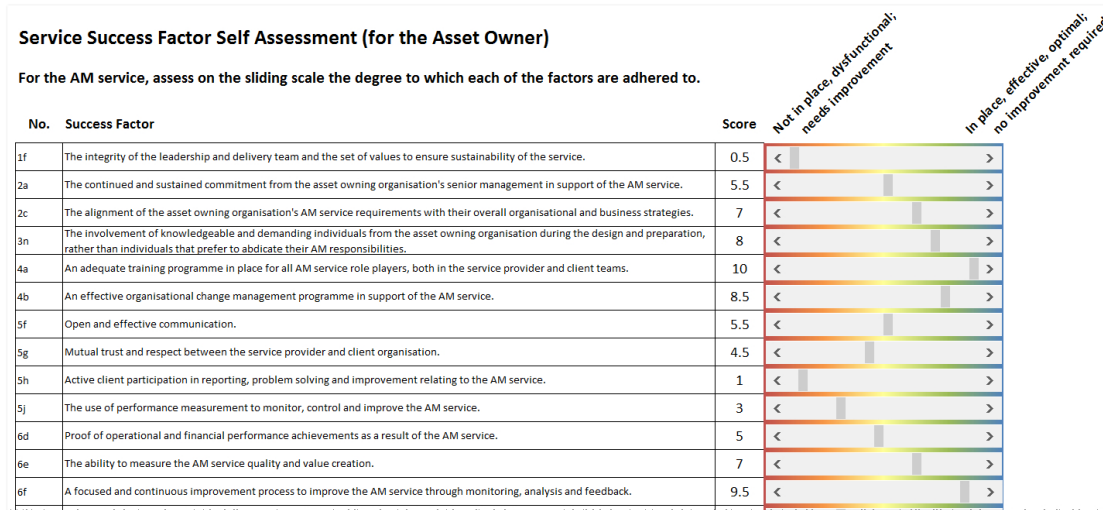 Service Success Factor Self Assessment (for the Asset Owner)
For the AM service, assess on the sliding scale the degree to which each of the factors are adhered to.
Not in place, dysfunctional;
needs improvement
In place, effective, optimal;
no improvement required
No. Success Factor Score
1f The integrity of the leadership and delivery team and the set of values to ensure sustainability of the service. 0.5
2a The continued and sustained commitment from the asset owning organisation's senior management in support of the AM service. 5.5
2c The alignment of the asset owning organisation's AM service requirements with their overall organisational and business strategies. 7
3n The involvement of knowledgeable and demanding individuals from the asset owning organisation during the design and preparation,
rather than individuals that prefer to abdicate their AM responsibilities. 8
4a An adequate training programme in place for all AM service role players, both in the service provider and client teams. 10
4b An effective organisational change management programme in support of the AM service. 8.5
5f Open and effective communication. 5.5
5g Mutual trust and respect between the service provider and client organisation. 4.5
5h Active client participation in reporting, problem solving and improvement relating to the AM service. 1
5j The use of performance measurement to monitor, control and improve the AM service. 3
6d Proof of operational and financial performance achievements as a result of the AM service. 5
6e The ability to measure the AM service quality and value creation. 7
6f A focused and continuous improvement process to improve the AM service through monitoring, analysis and feedback. 9.5